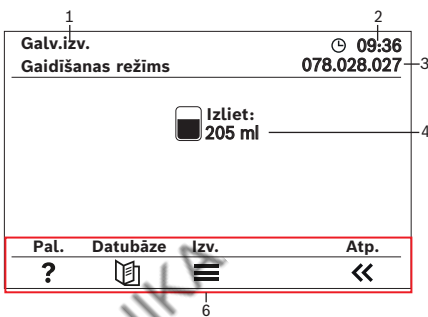 1 2
Galv.izv. 09:36
Gaidīšanas režīms 078.028.027 3
Izliet:
205 ml 4
Pal. Datubāze Izv. Atp.
?
6